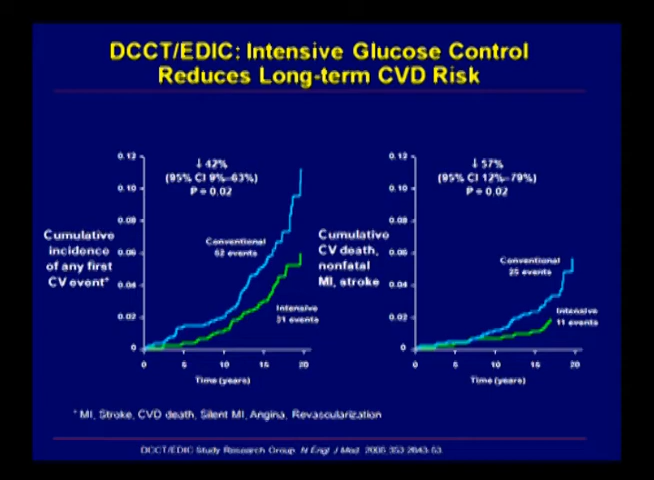 DCCT/EDIC: Intensive Glucose Control
Reduces Long-term CVD Risk
Cumulative
incidence
of any first
CV event*
0.12
0.10
0.08
0.06
0.04
0.02
0
↓ 42%
(95% CI 9%–63%)
P = 0.02
Conventional
52 events
Intensive
31 events
0 5 10 15 20
Time (years)
Cumulative
CV death,
nonfatal
MI, stroke
0.12
0.10
0.08
0.06
0.04
0.02
0
↓ 57%
(95% CI 12%–79%)
P = 0.02
Conventional
25 events
Intensive
11 events
0 5 10 15 20
Time (years)
* MI, Stroke, CVD death, Silent MI, Angina, Revascularization
DCCT/EDIC Study Research Group. N Engl J Med. 2005;353:2643-53.